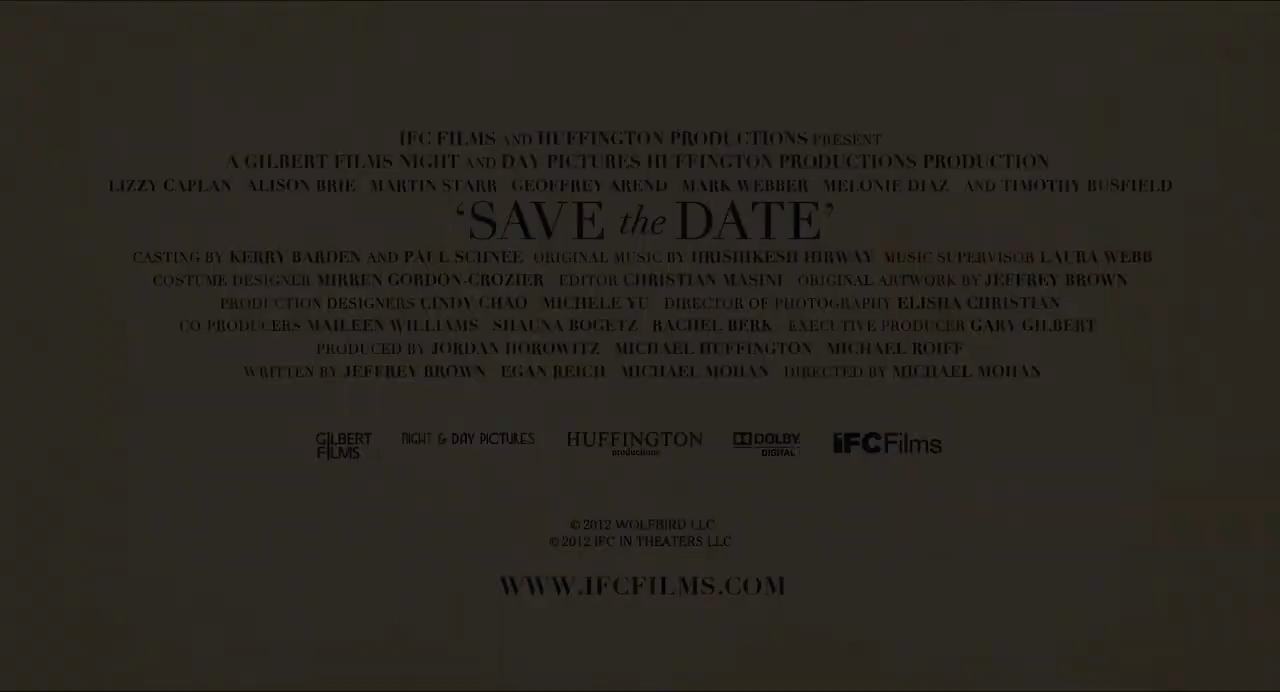 IFC FILMS AND HUFFINGTON PRODUCTIONS PRESENT
A GILBERT FILMS NIGHT AND DAY PICTURES HUFFINGTON PRODUCTIONS PRODUCTION
LIZZY CAPLAN ALISON BRIE MARTIN STARR GEOFFREY AREND MARK WEBBER MELONIE DIAZ AND TIMOTHY BUSFIELD
‘SAVE the DATE’
CASTING BY KERRY BARDEN AND PAUL SCHNEE ORIGINAL MUSIC BY HRISHIKESH HIRWAY MUSIC SUPERVISOR LAURA WEBB
COSTUME DESIGNER MIRREN GORDON-CROZIER EDITOR CHRISTIAN MASINI ORIGINAL ARTWORK BY JEFFREY BROWN
PRODUCTION DESIGNERS CINDY CHAO MICHELE YU DIRECTOR OF PHOTOGRAPHY ELISHA CHRISTIAN
CO PRODUCERS MAILEEN WILLIAMS SHAUNA BOGETZ RACHEL BERK EXECUTIVE PRODUCER GARY GILBERT
PRODUCED BY JORDAN HOROWITZ MICHAEL HUFFINGTON MICHAEL ROIFF
WRITTEN BY JEFFREY BROWN EGAN REICH MICHAEL MOHAN DIRECTED BY MICHAEL MOHAN
GILBERT FILMS NIGHT & DAY PICTURES HUFFINGTON productions DOLBY DIGITAL IFC Films
© 2012 WOLFBIRD LLC
© 2012 IFC IN THEATERS LLC
WWW.IFCFILMS.COM